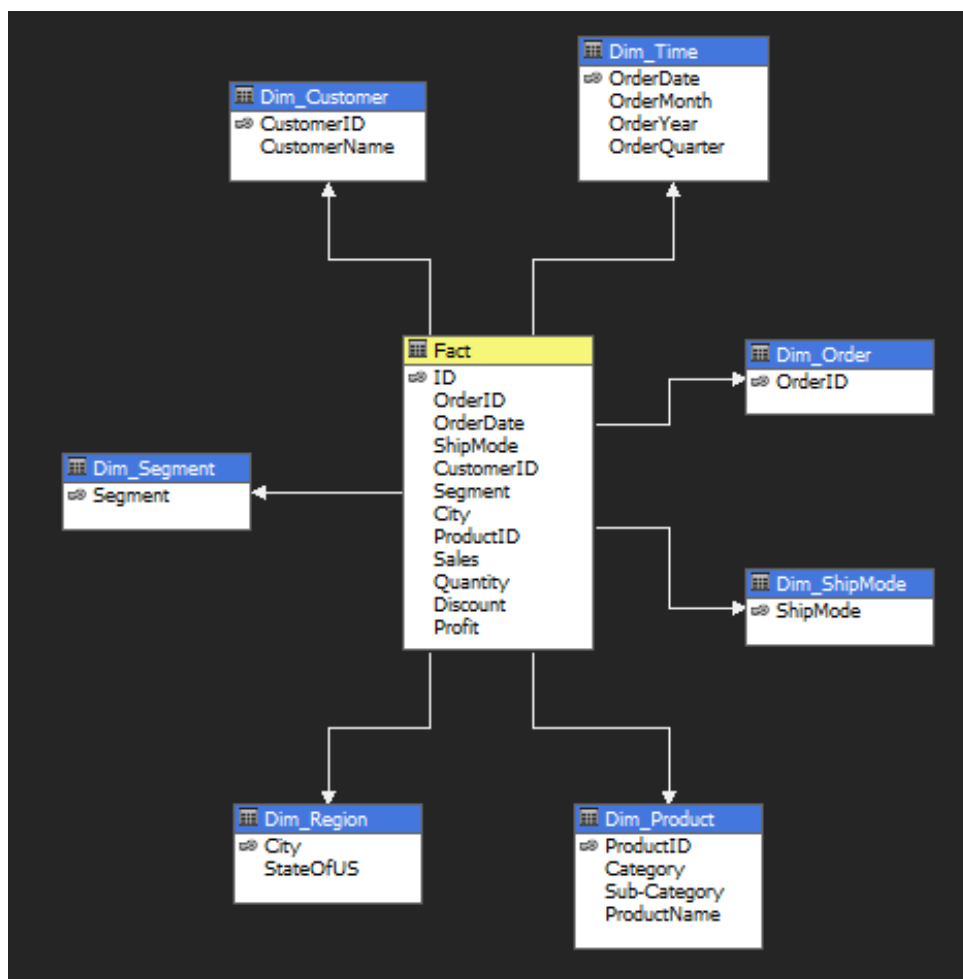 Dim_Time
OrderDate
OrderMonth
OrderYear
OrderQuarter
Dim_Customer
CustomerID
CustomerName
Fact
ID
OrderID
OrderDate
ShipMode
CustomerID
Segment
City
ProductID
Sales
Quantity
Discount
Profit
Dim_Order
OrderID
Dim_Segment
Segment
Dim_ShipMode
ShipMode
Dim_Region
City
StateOfUS
Dim_Product
ProductID
Category
Sub-Category
ProductName